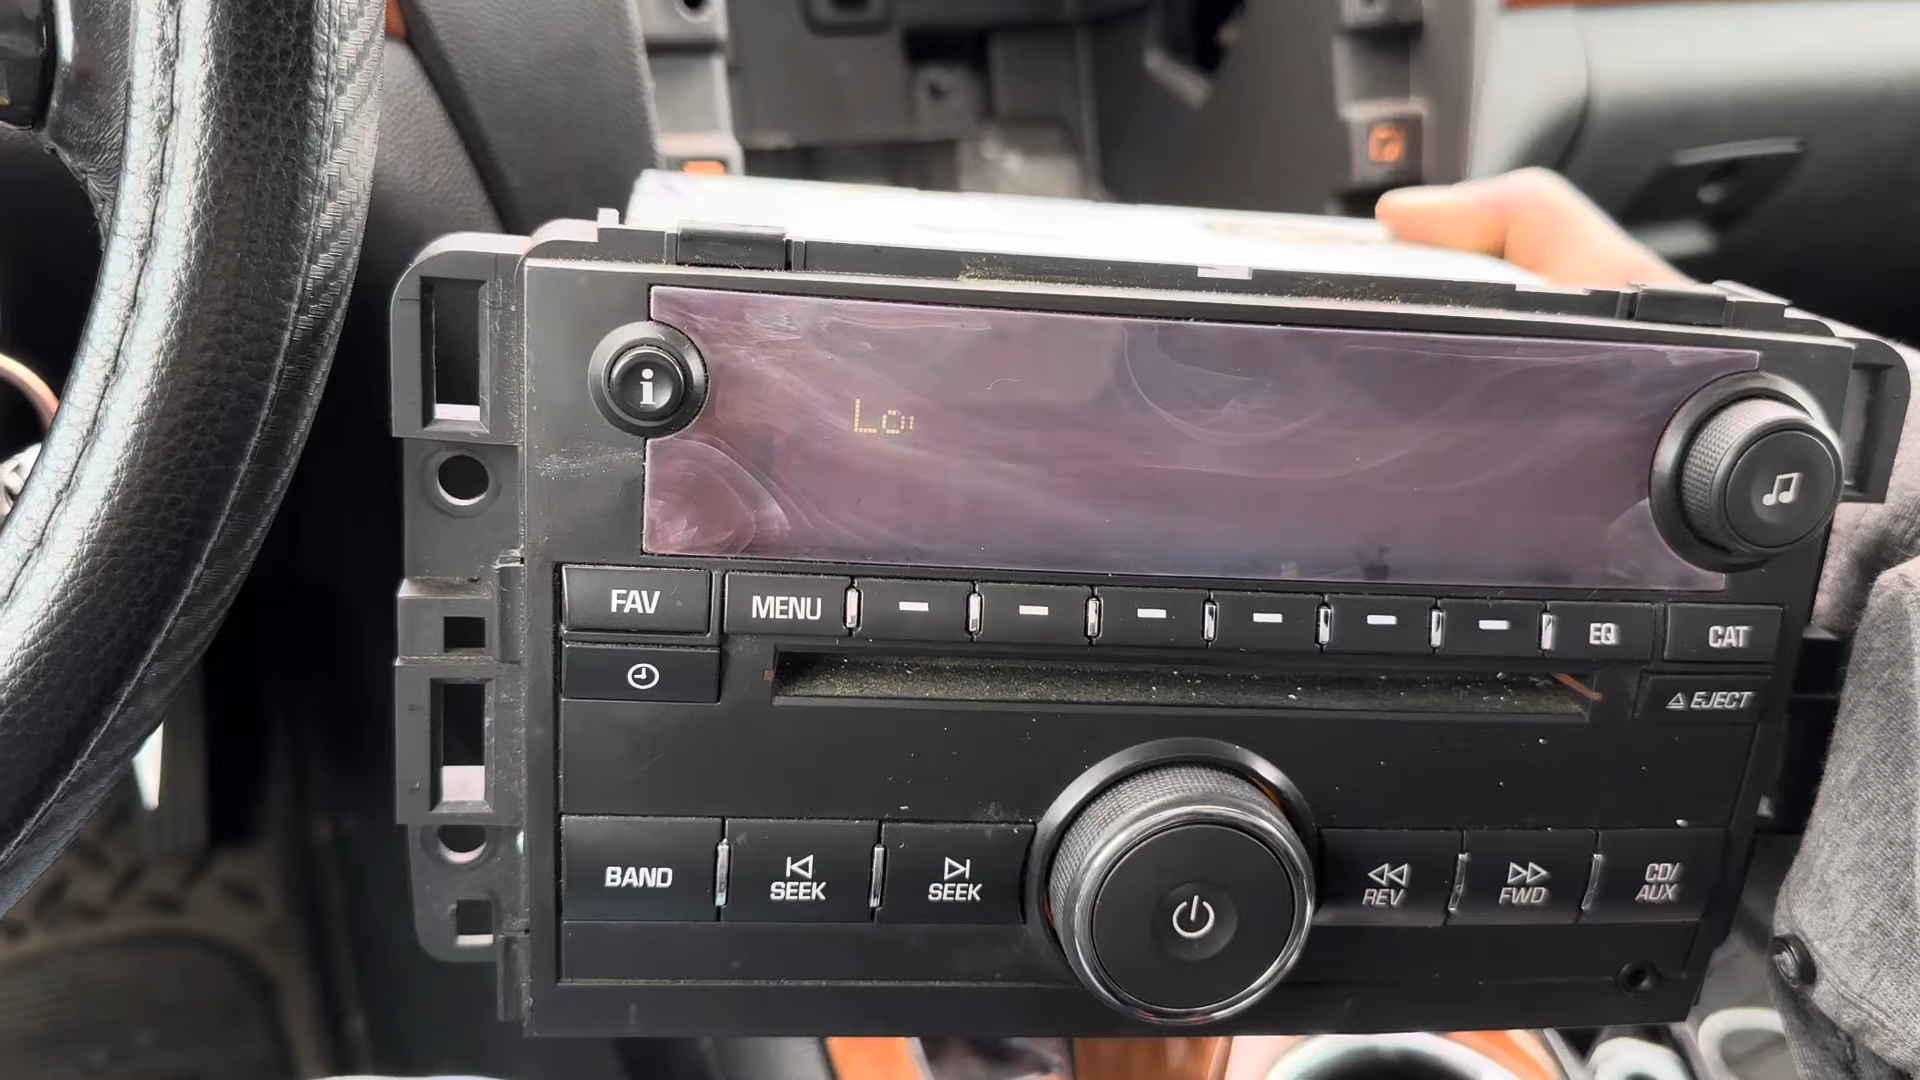 i
Lo
FAV
MENU
EQ
CAT
EJECT
BAND
SEEK
SEEK
REV
FWD
CD/
AUX